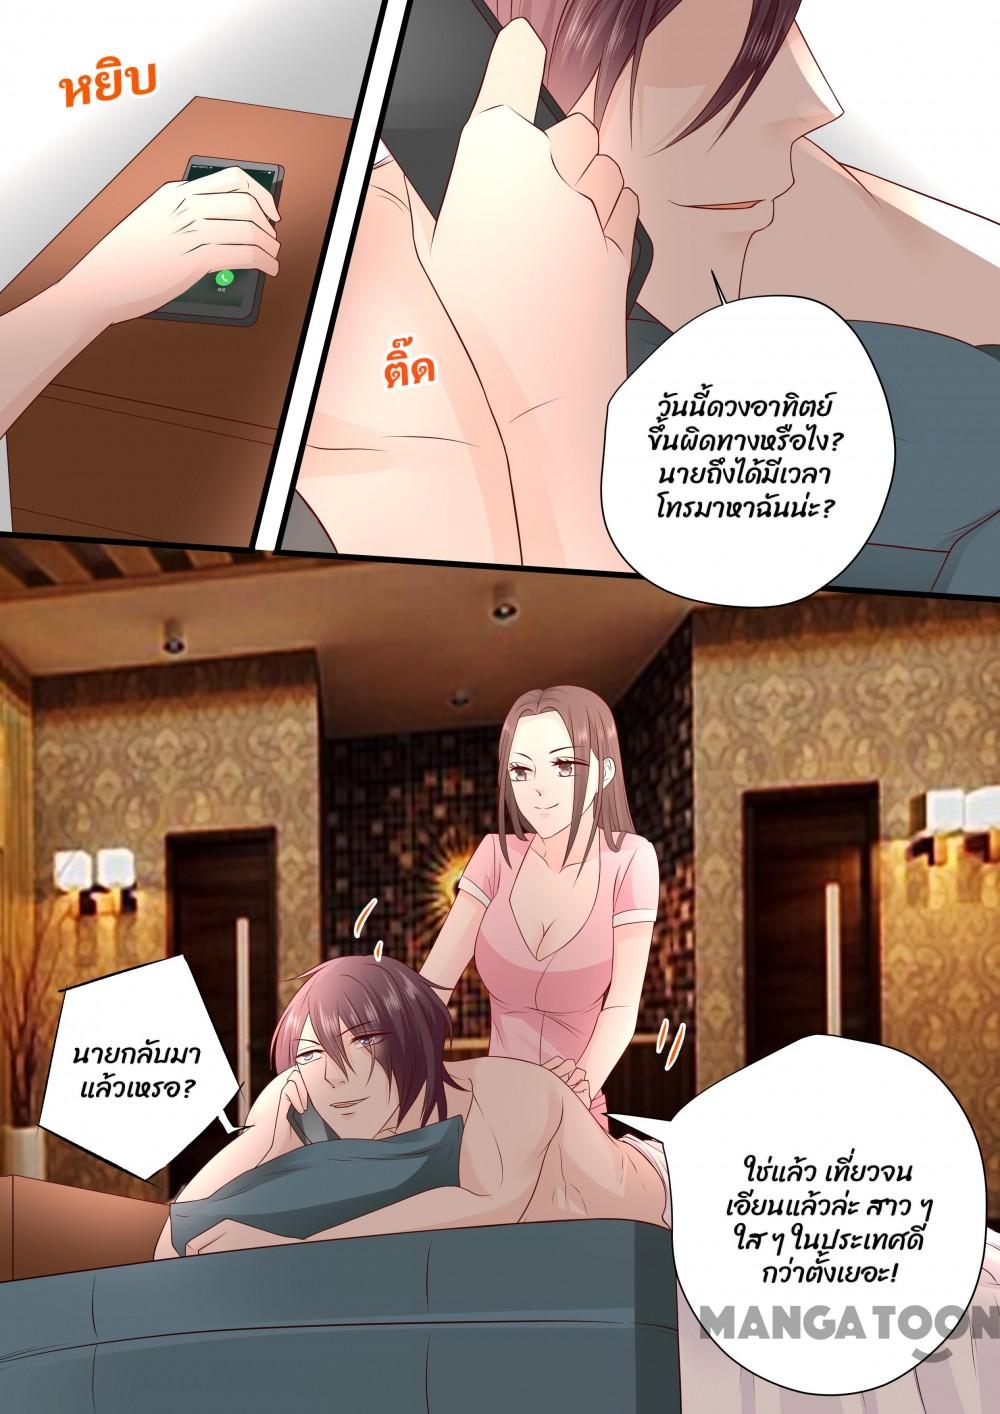 หยิบ
ติ๊ด
วันนี้ดวงอาทิตย์
ขึ้นผิดทางหรือไง?
นายถึงได้มีเวลา
โทรมาหาฉันน่ะ?
นายกลับมา
แล้วเหรอ?
ใช่แล้ว เที่ยวจน
เอียนแล้วล่ะ สาว ๆ
ใส ๆ ในประเทศดี
กว่าตั้งเยอะ!
MANGATOON